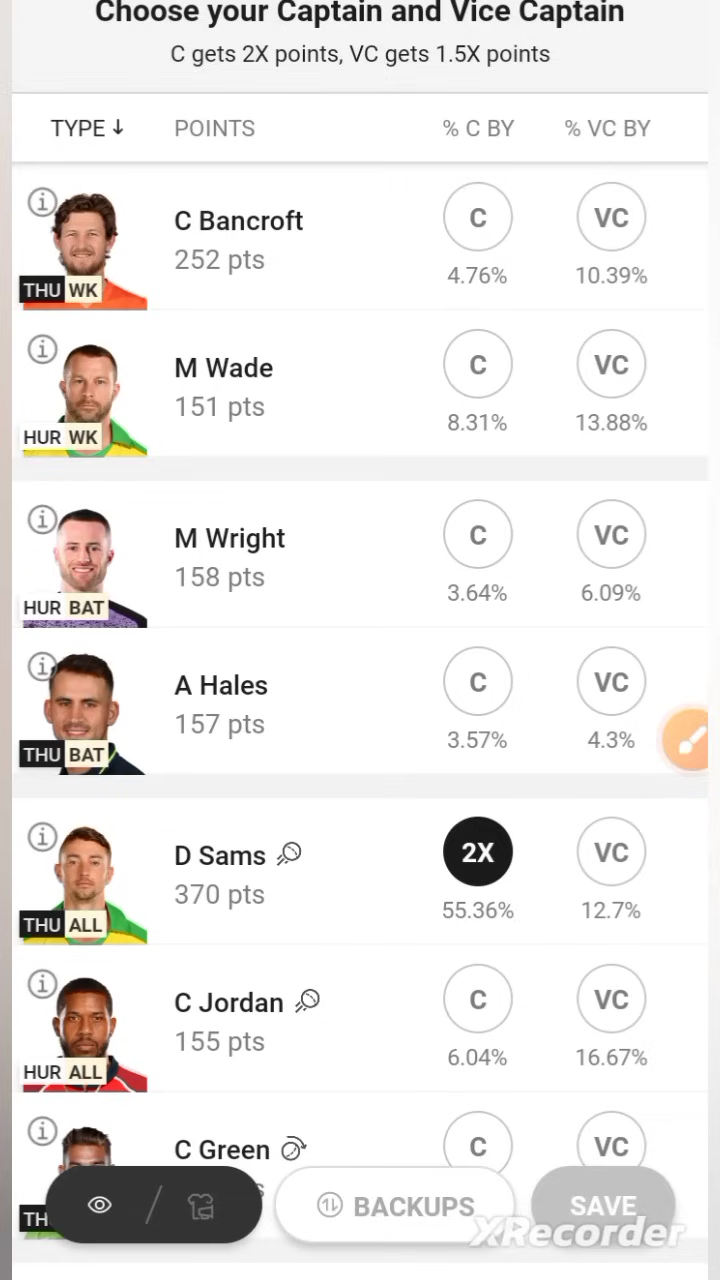 Choose your Captain and Vice Captain
C gets 2X points, VC gets 1.5X points
TYPE↓ POINTS % C BY % VC BY
C Bancroft C VC
252 pts 4.76% 10.39%
THU WK
M Wade C VC
151 pts 8.31% 13.88%
HUR WK
M Wright C VC
158 pts 3.64% 6.09%
HUR BAT
A Hales C VC
157 pts 3.57% 4.3%
THU BAT
D Sams 2X VC
370 pts 55.36% 12.7%
THU ALL
C Jordan C VC
155 pts 6.04% 16.67%
HUR ALL
C Green C VC
BACKUPS SAVE
XRecorder